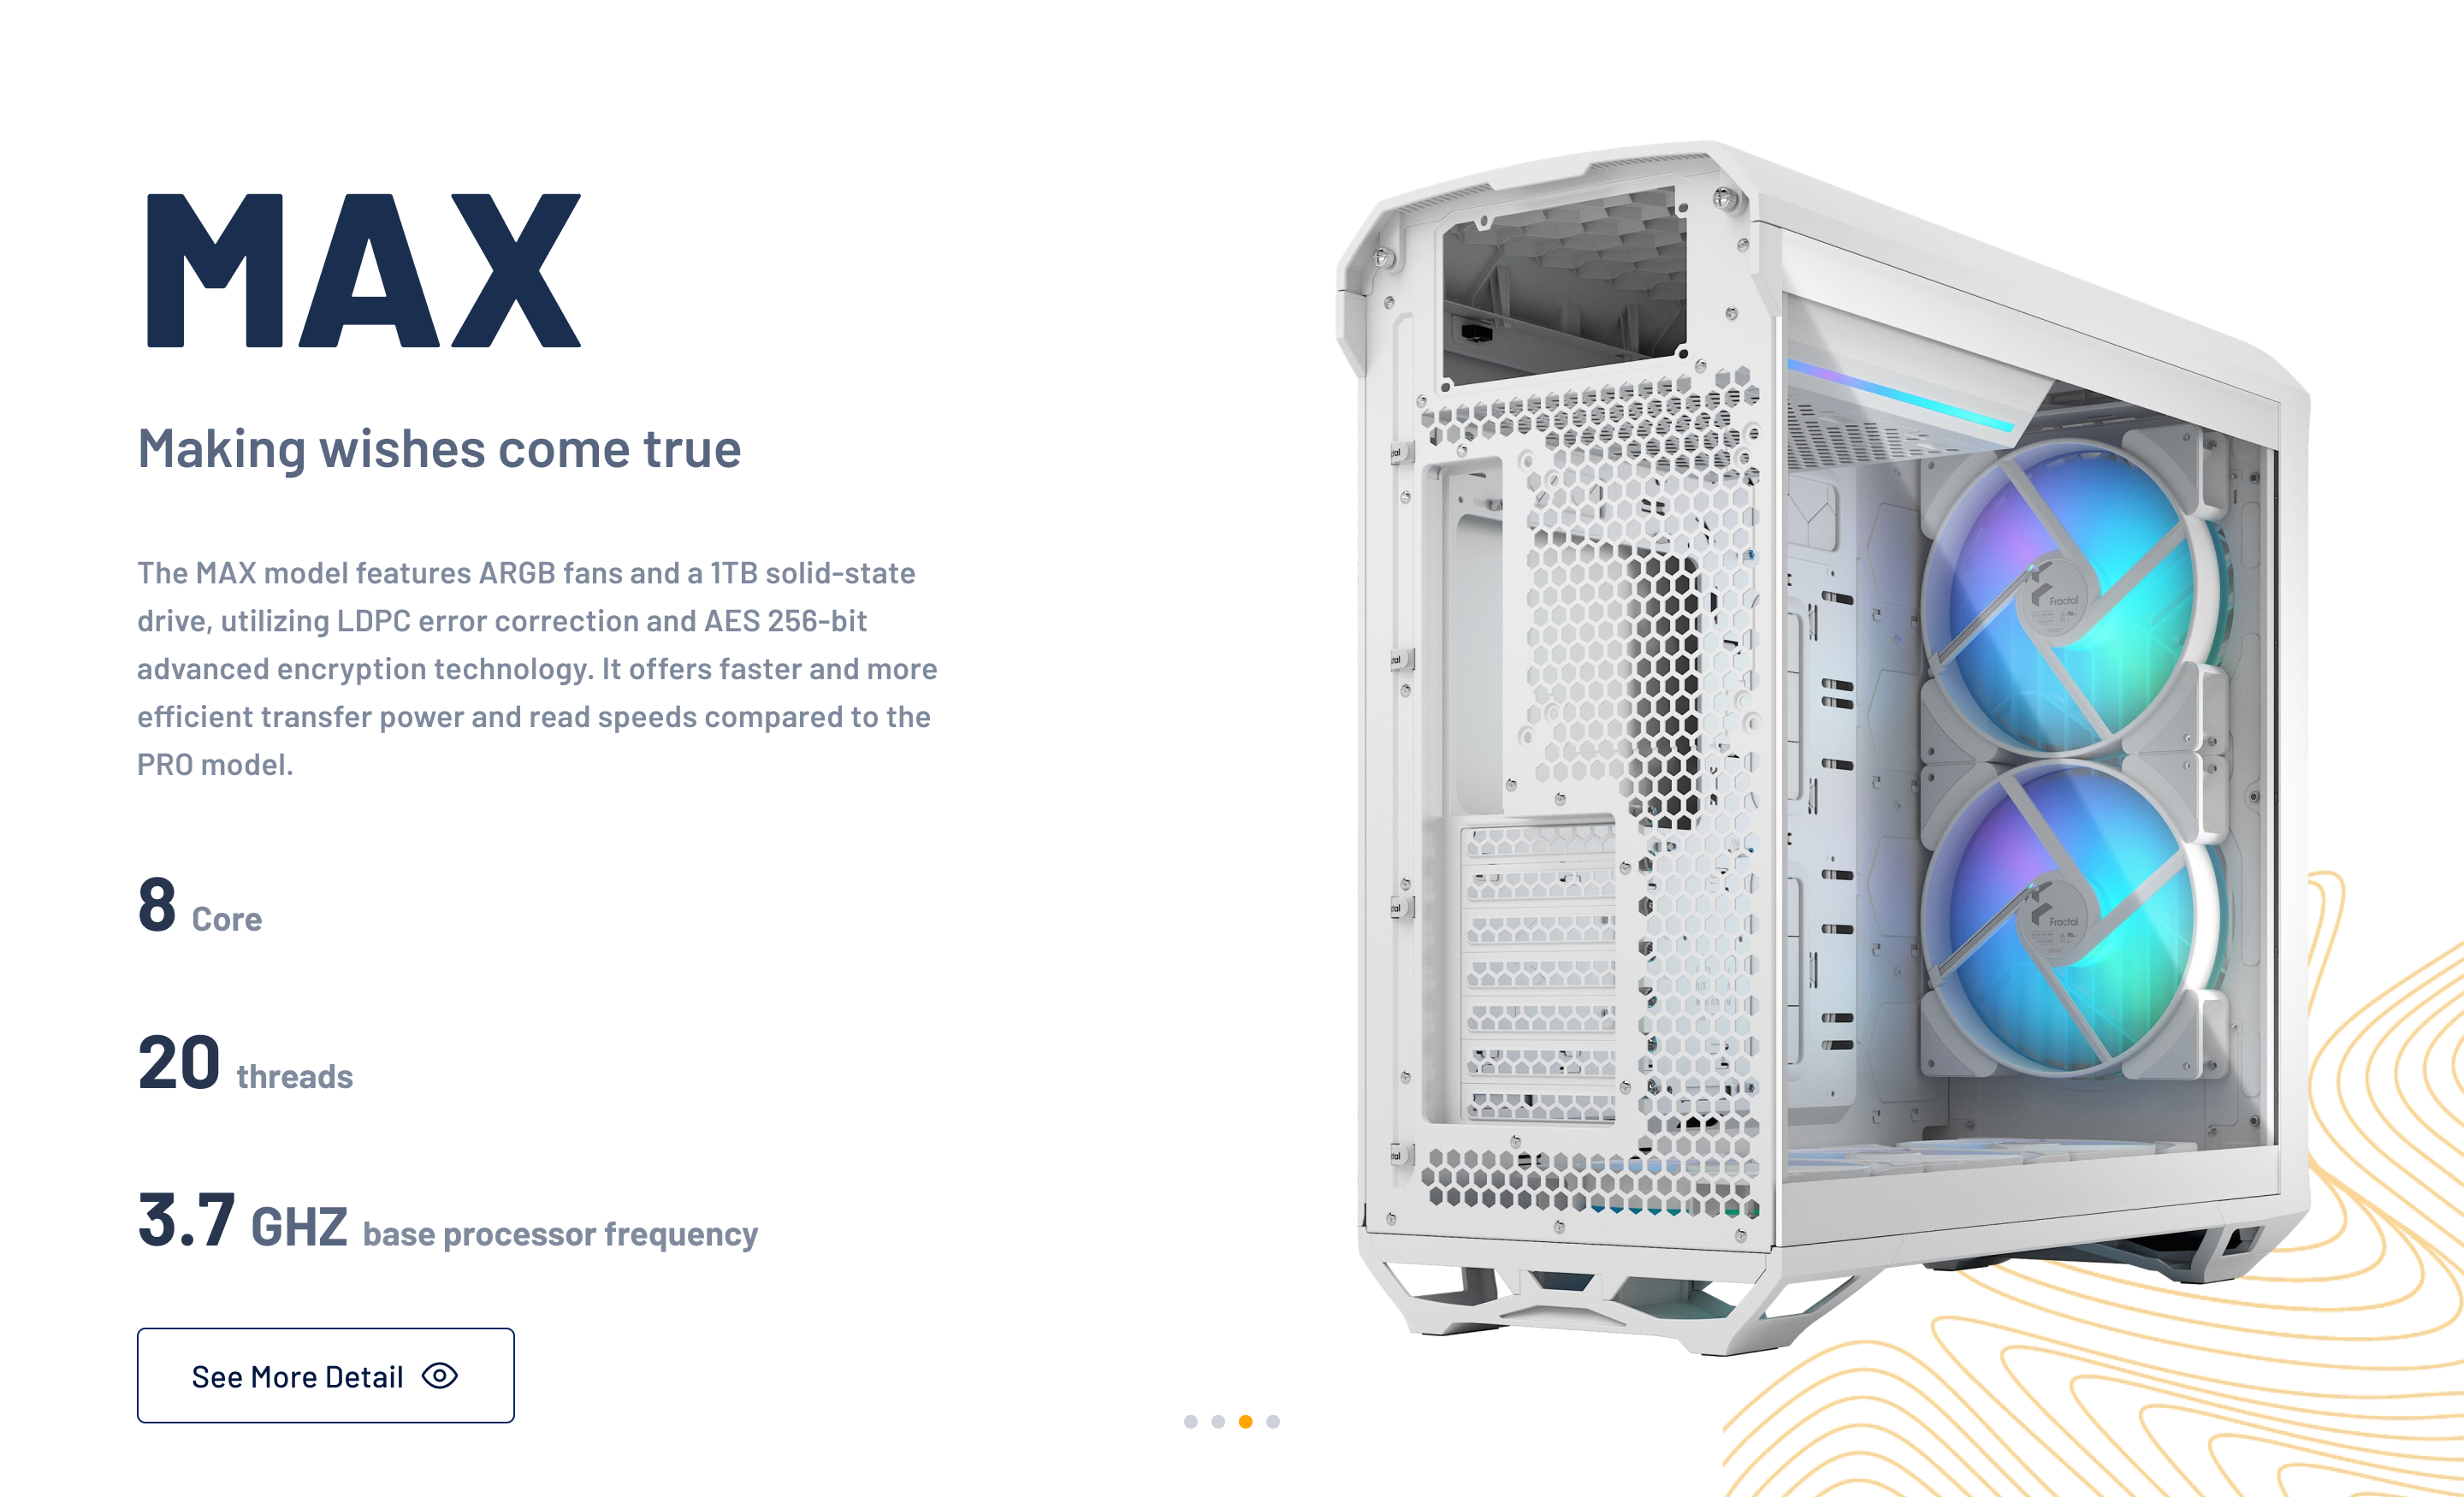 MAX
Making wishes come true
The MAX model features ARGB fans and a 1TB solid-state
drive, utilizing LDPC error correction and AES 256-bit
advanced encryption technology. It offers faster and more
efficient transfer power and read speeds compared to the
PRO model.
8 Core
20 threads
3.7 GHZ base processor frequency
See More Detail
Fractal
Fractal